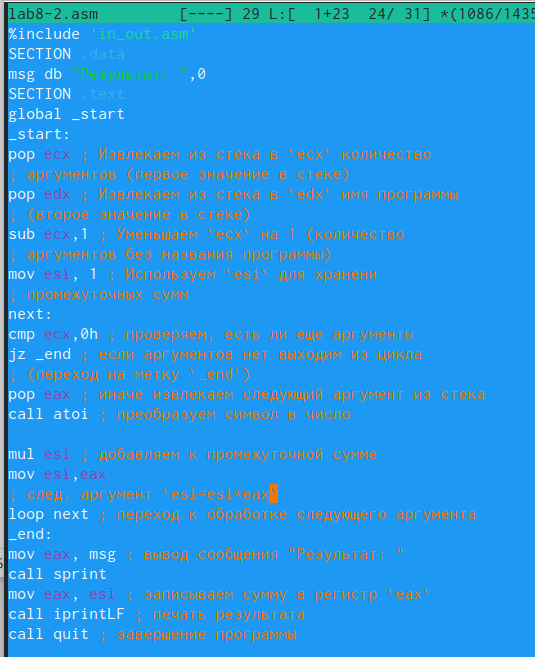 lab8-2.asm [----] 29 L:[ 1+23 24/ 31] *(1086/1435
%include 'in_out.asm'
SECTION .data
msg db "Результат: ",0
SECTION .text
global _start
_start:
pop ecx ; Извлекаем из стека в `ecx` количество
; аргументов (первое значение в стеке)
pop edx ; Извлекаем из стека в `edx` имя программы
; (второе значение в стеке)
sub ecx,1 ; Уменьшаем `ecx` на 1 (количество
; аргументов без названия программы)
mov esi, 1 ; Используем `esi` для хранени
; промежуточных сумм
next:
cmp ecx,0h ; проверяем, есть ли еще аргументы
jz _end ; если аргументов нет выходим из цикла
; (переход на метку `_end`)
pop eax ; иначе извлекаем следующий аргумент из стека
call atoi ; преобразуем символ в число
mul esi ; добавляем к промежуточной сумме
mov esi,eax
; след. аргумент `esi=esi*eax`
loop next ; переход к обработке следующего аргумента
_end:
mov eax, msg ; вывод сообщения "Результат: "
call sprint
mov eax, esi ; записываем сумму в регистр `eax`
call iprintLF ; печать результата
call quit ; завершение программы